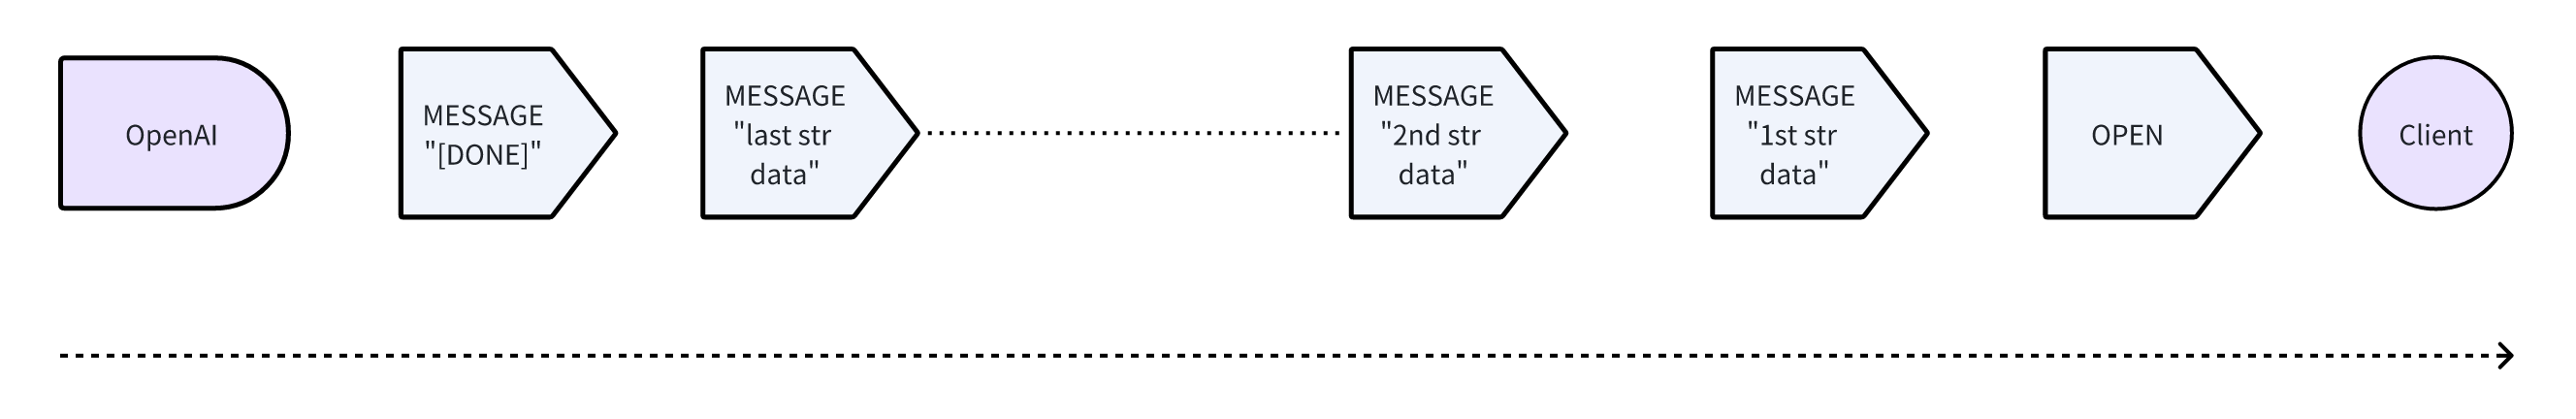 OpenAI
MESSAGE
"[DONE]"
MESSAGE
"last str
data"
MESSAGE
"2nd str
data"
MESSAGE
"1st str
data"
OPEN
Client